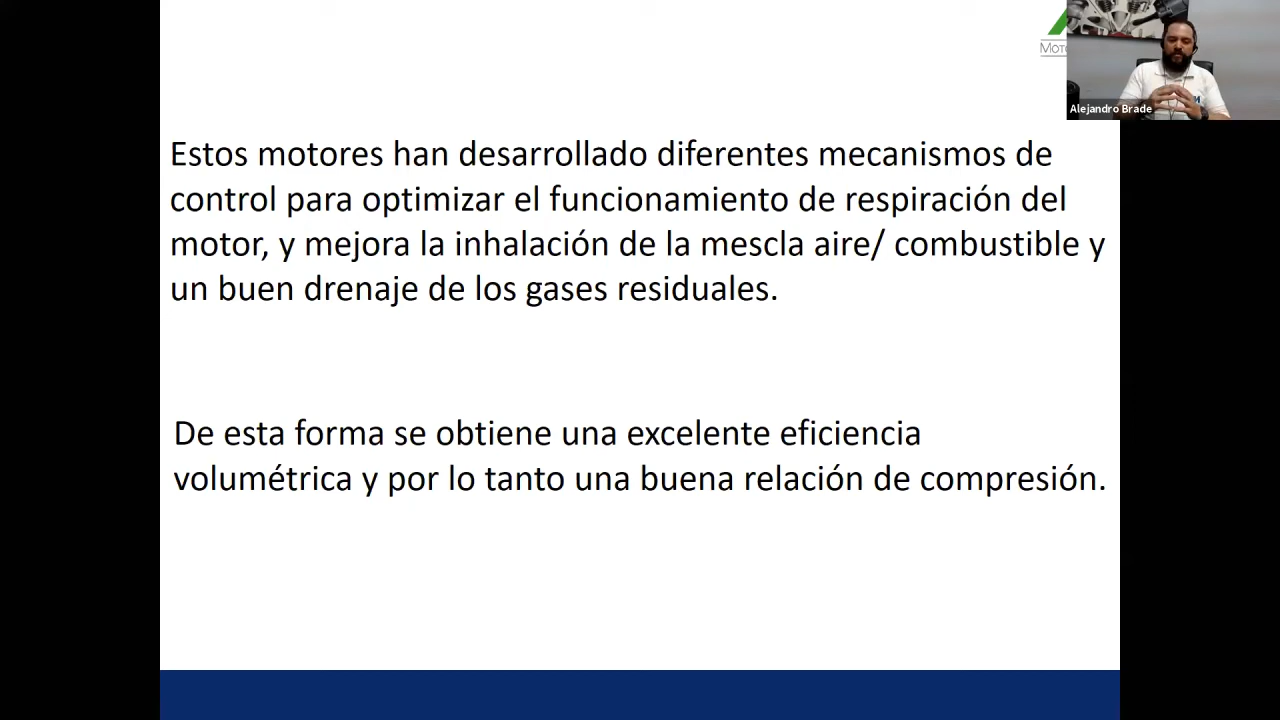 Alejandro Brade
Estos motores han desarrollado diferentes mecanismos de
control para optimizar el funcionamiento de respiración del
motor, y mejora la inhalación de la mescla aire/ combustible y
un buen drenaje de los gases residuales.
De esta forma se obtiene una excelente eficiencia
volumétrica y por lo tanto una buena relación de compresión.